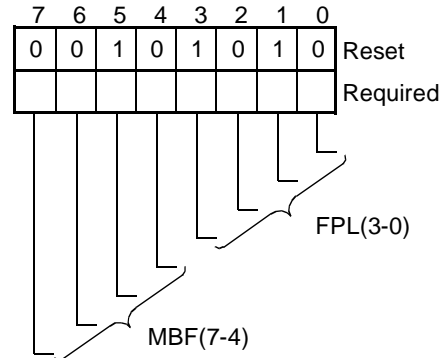 7 6 5 4 3 2 1 0
0 0 1 0 1 0 1 0 Reset
Required
FPL(3-0)
MBF(7-4)